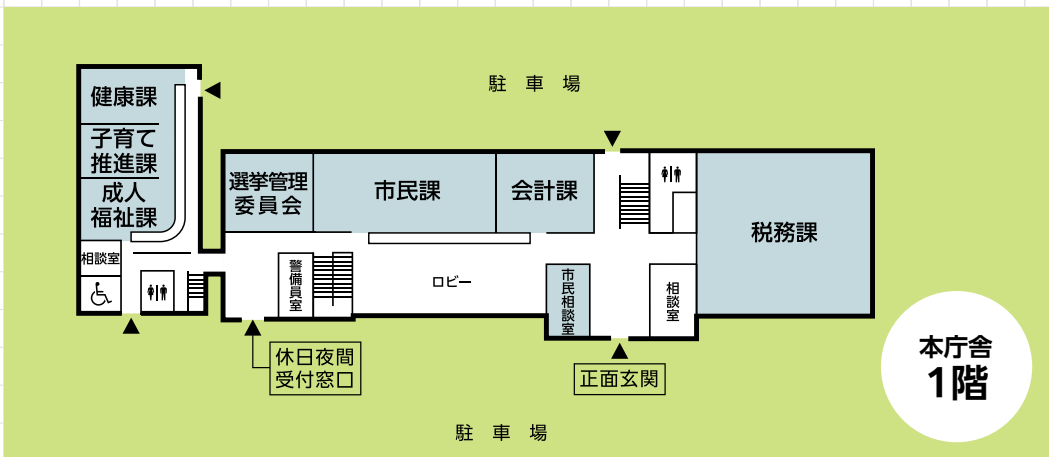 駐車場
健康課
子育て
推進課
成人
福祉課
選挙管理
委員会
市民課
会計課
税務課
相談室
警備員室
ロビー
市民相談室
相談室
休日夜間
受付窓口
正面玄関
本庁舎
1階
駐車場